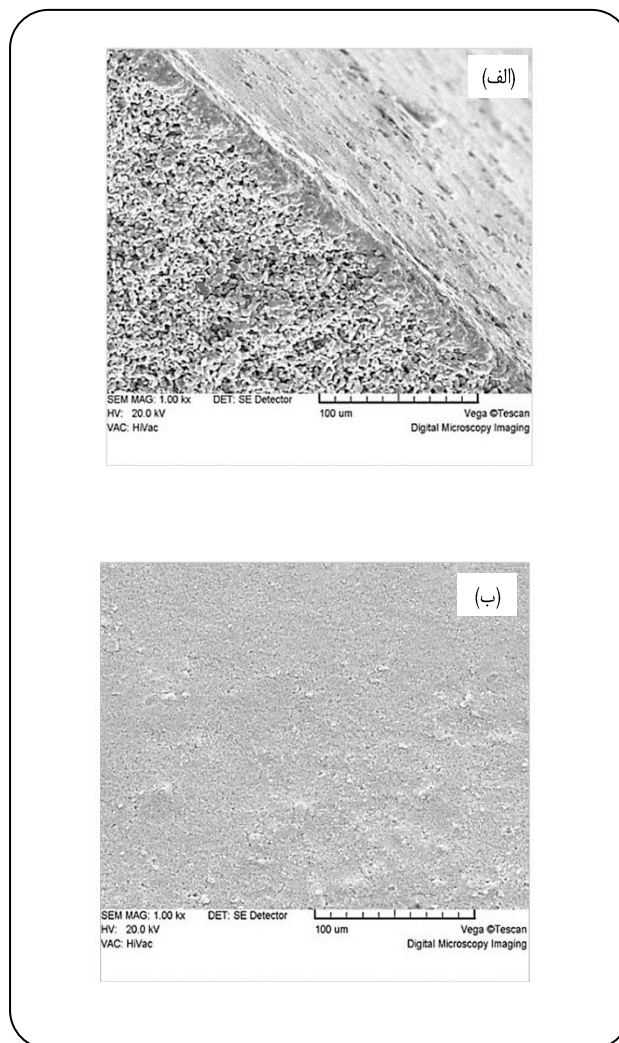 (الف)
SEM MAG: 1.00 kx DET: SE Detector
HV: 20.0 kV 100 um Vega ©Tescan
VAC: HiVac Digital Microscopy Imaging
(ب)
SEM MAG: 1.00 kx DET: SE Detector
HV: 20.0 kV 100 um Vega ©Tescan
VAC: HiVac Digital Microscopy Imaging